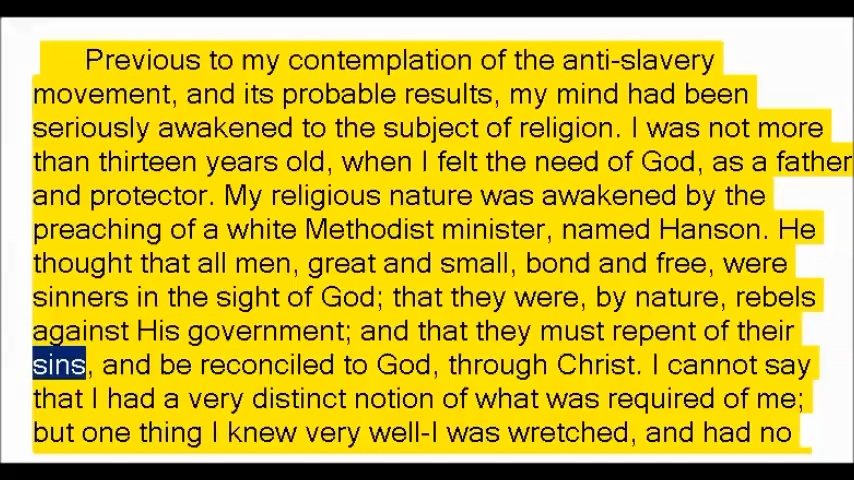 Previous to my contemplation of the anti-slavery
movement, and its probable results, my mind had been
seriously awakened to the subject of religion. I was not more
than thirteen years old, when I felt the need of God, as a father
and protector. My religious nature was awakened by the
preaching of a white Methodist minister, named Hanson. He
thought that all men, great and small, bond and free, were
sinners in the sight of God; that they were, by nature, rebels
against His government; and that they must repent of their
sins, and be reconciled to God, through Christ. I cannot say
that I had a very distinct notion of what was required of me;
but one thing I knew very well-I was wretched, and had no